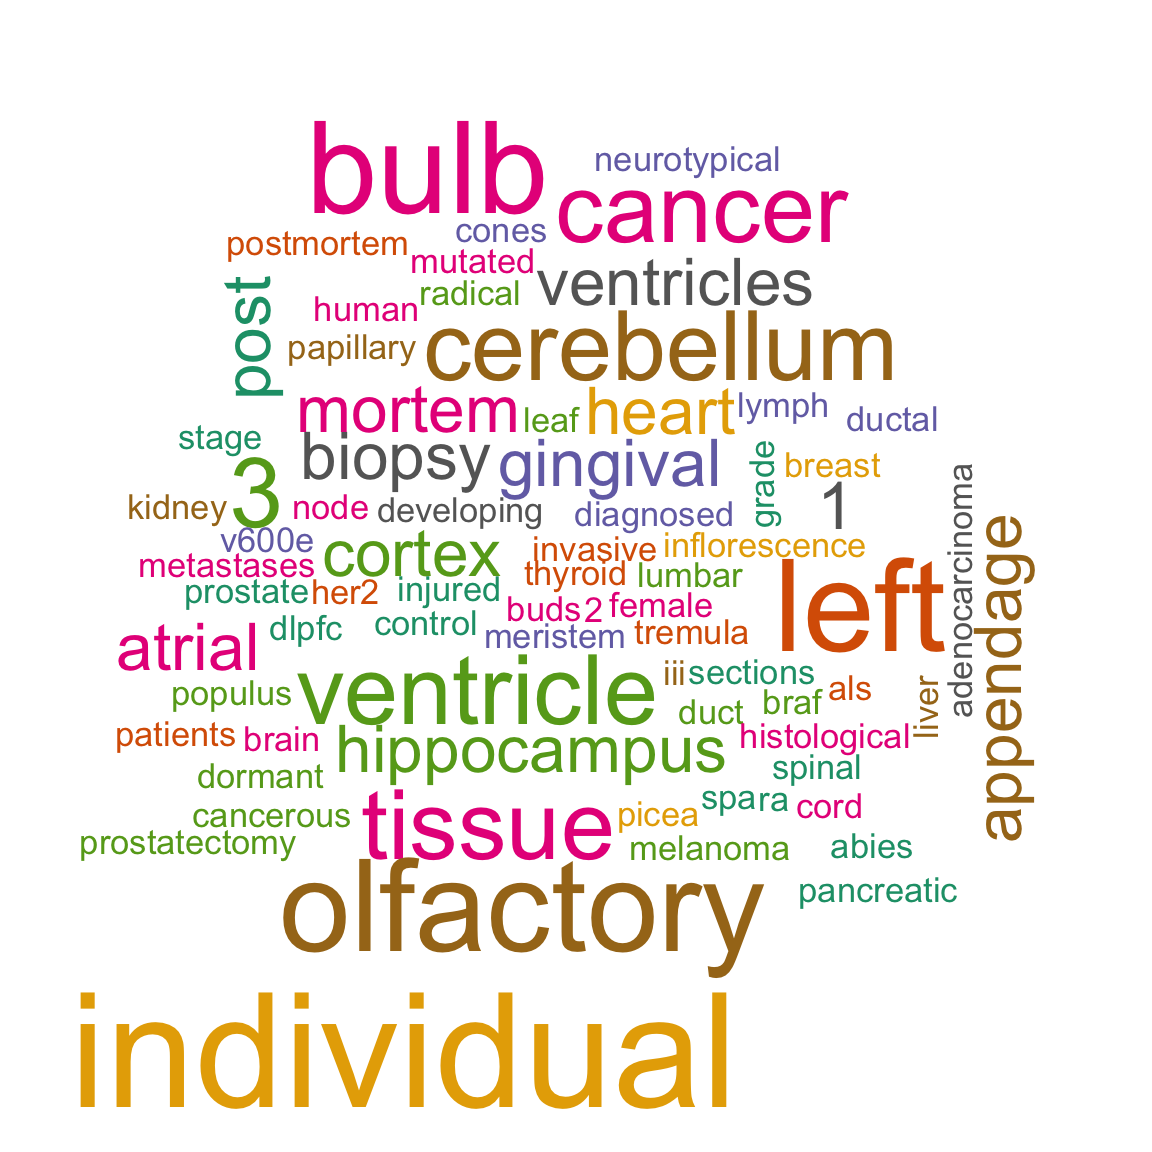 bulb
neurotypical
cancer
cones
postmortem
mutated
ventricles
radical
post
human
papillary
cerebellum
mortem
leaf
heart
lymph
ductal
stage
biopsy
gingival
grade
breast
3
1
kidney
node
developing
diagnosed
adenocarcinoma
v600e
cortex
invasive
inflorescence
metastases
thyroid
lumbar
left
appendage
prostate
her2
injured
buds
2
female
atrial
dlpfc
control
meristem
tremula
populus
ventricle
iii
sections
duct
braf
als
liver
patients
brain
hippocampus
histological
dormant
spinal
cancerous
tissue
picea
spara
cord
prostatectomy
melanoma
abies
olfactory
pancreatic
individual